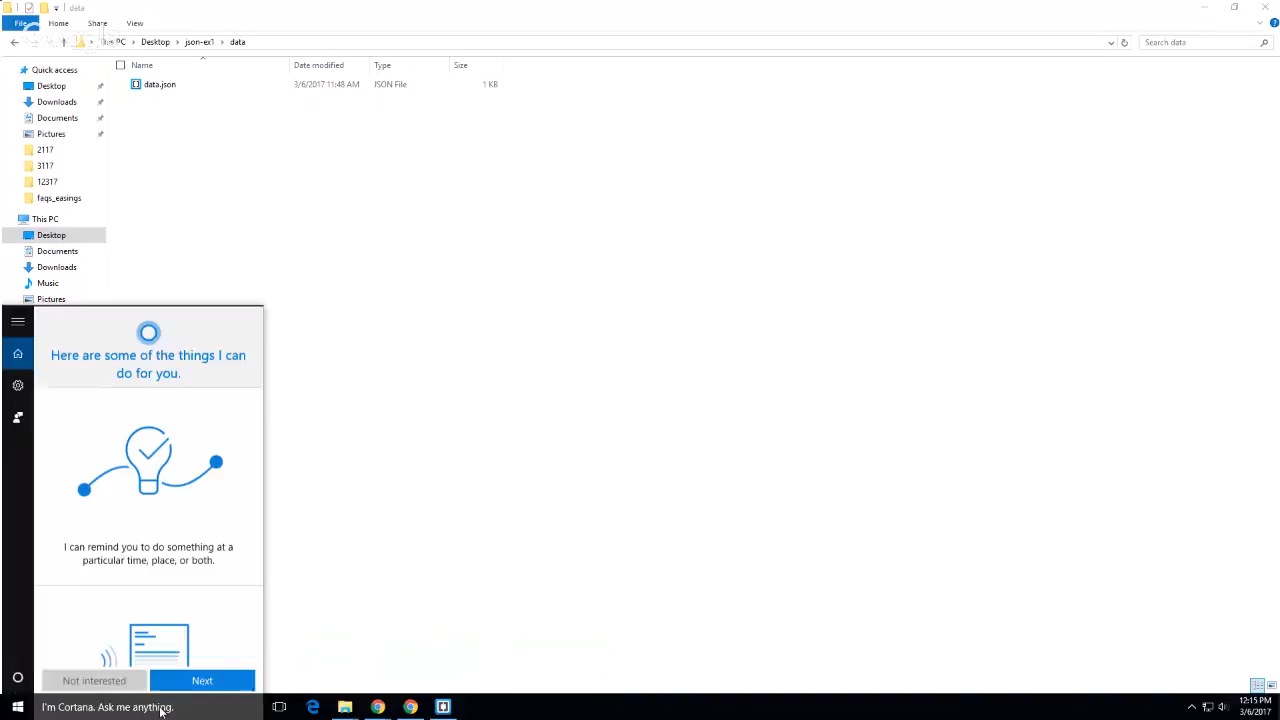 data
File
Home
Share
View
This PC
Desktop
json-ex1
data
Search data
Quick access
Desktop
Downloads
Documents
Pictures
2117
3117
12317
faqs_easings
This PC
Desktop
Documents
Downloads
Music
Pictures
Name
Date modified
Type
Size
data.json
3/6/2017 11:48 AM
JSON File
1 KB
Here are some of the things I can
do for you.
I can remind you to do something at a
particular time, place, or both.
Not interested
Next
I'm Cortana. Ask me anything.
12:15 PM
3/6/2017